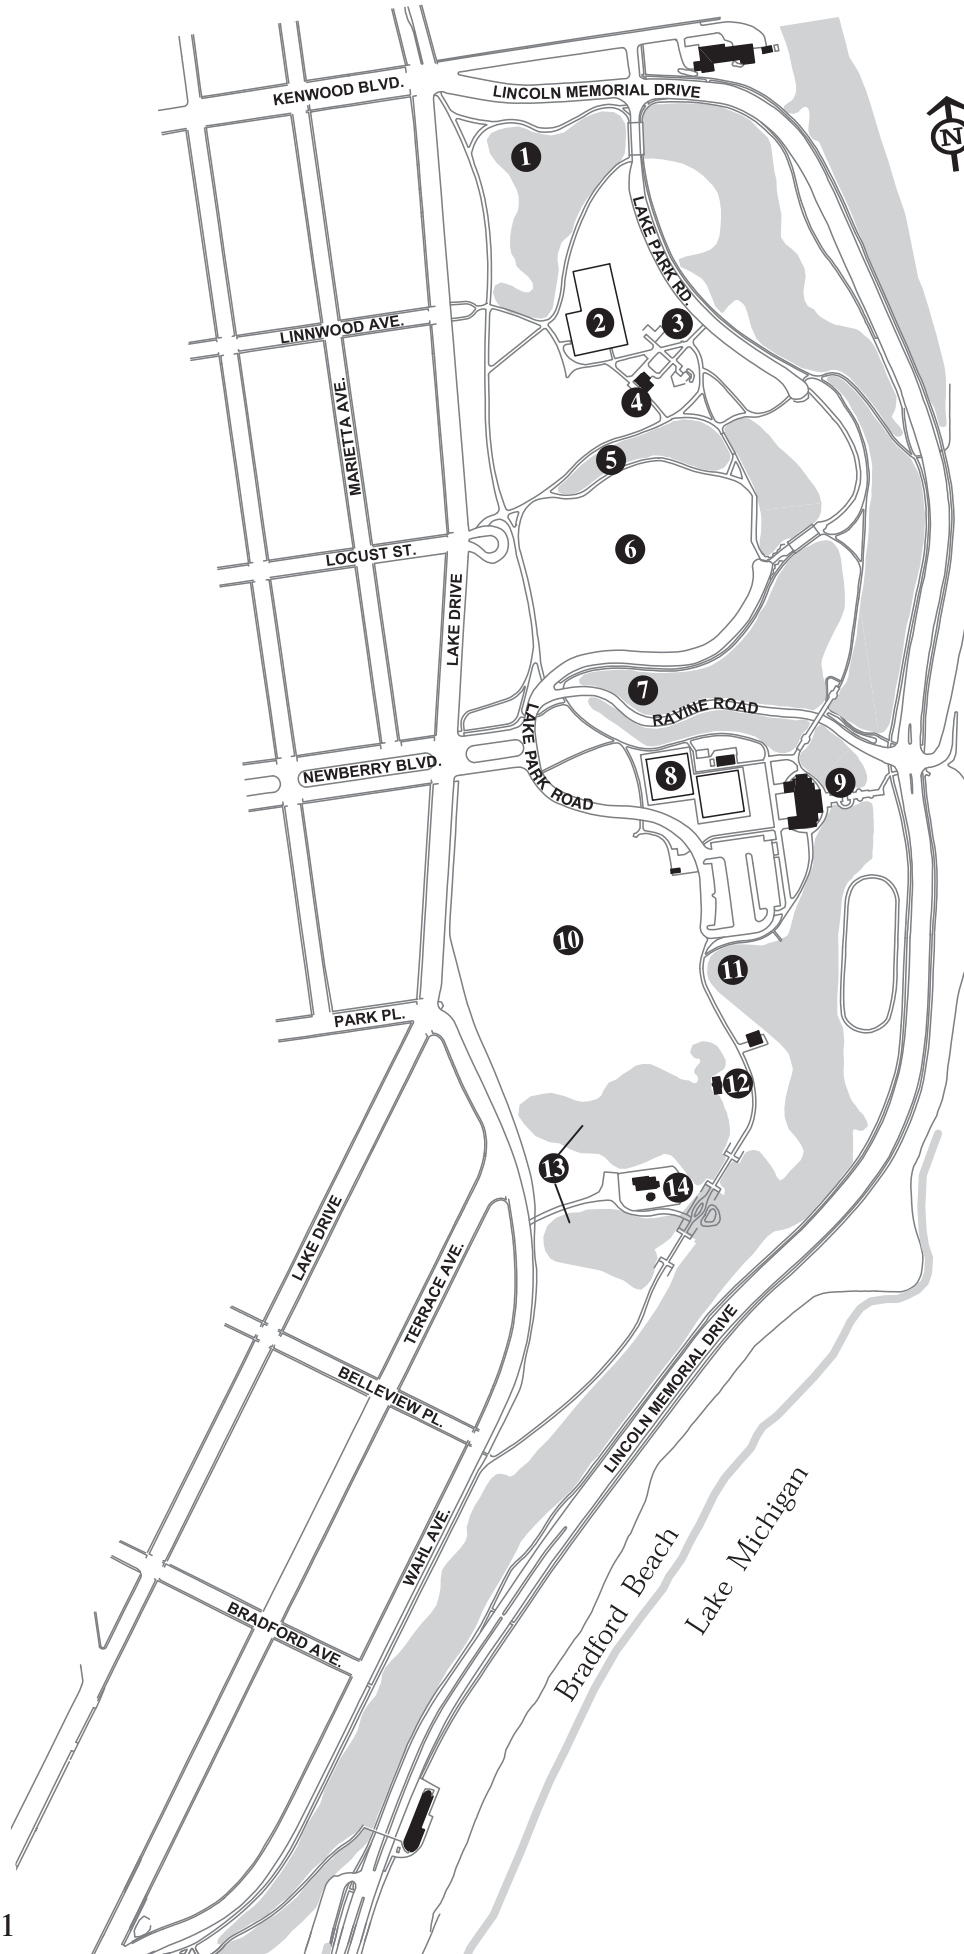 KENWOOD BLVD.
LINCOLN MEMORIAL DRIVE
N
1
LAKE PARK RD.
2
3
LINNWOOD AVE.
4
MARIETTA AVE.
5
6
LOCUST ST.
LAKE DRIVE
7
RAVINE ROAD
LAKE PARK ROAD
NEWBERRY BLVD.
8
9
10
11
PARK PL.
12
13
14
LAKE DRIVE
TERRACE AVE.
BELLEVIEW PL.
LINCOLN MEMORIAL DRIVE
WAHL AVE.
Bradford Beach
Lake Michigan
BRADFORD AVE.
1